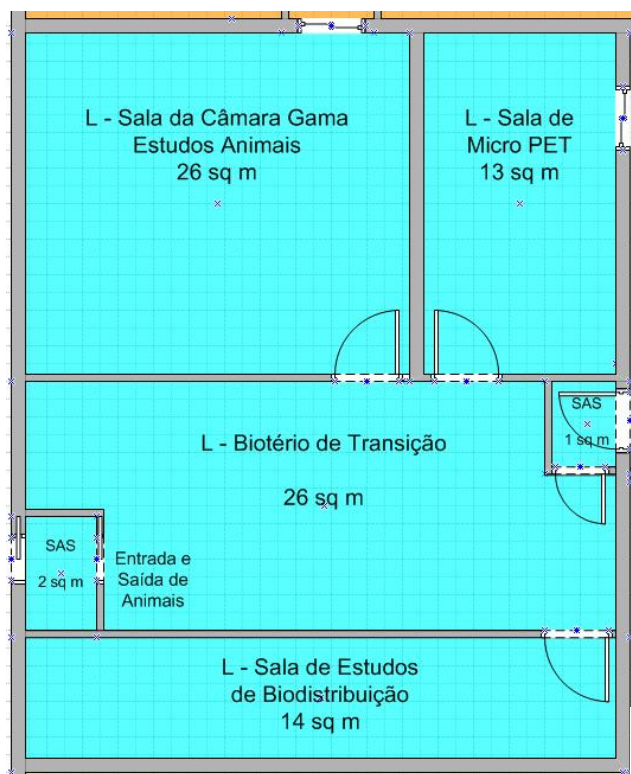 L - Sala da Câmara Gama
Estudos Animais
26 sq m
L - Sala de
Micro PET
13 sq m
SAS
1 sq m
L - Biotério de Transição
26 sq m
SAS
2 sq m
Entrada e
Saída de
Animais
L - Sala de Estudos
de Biodistribuição
14 sq m